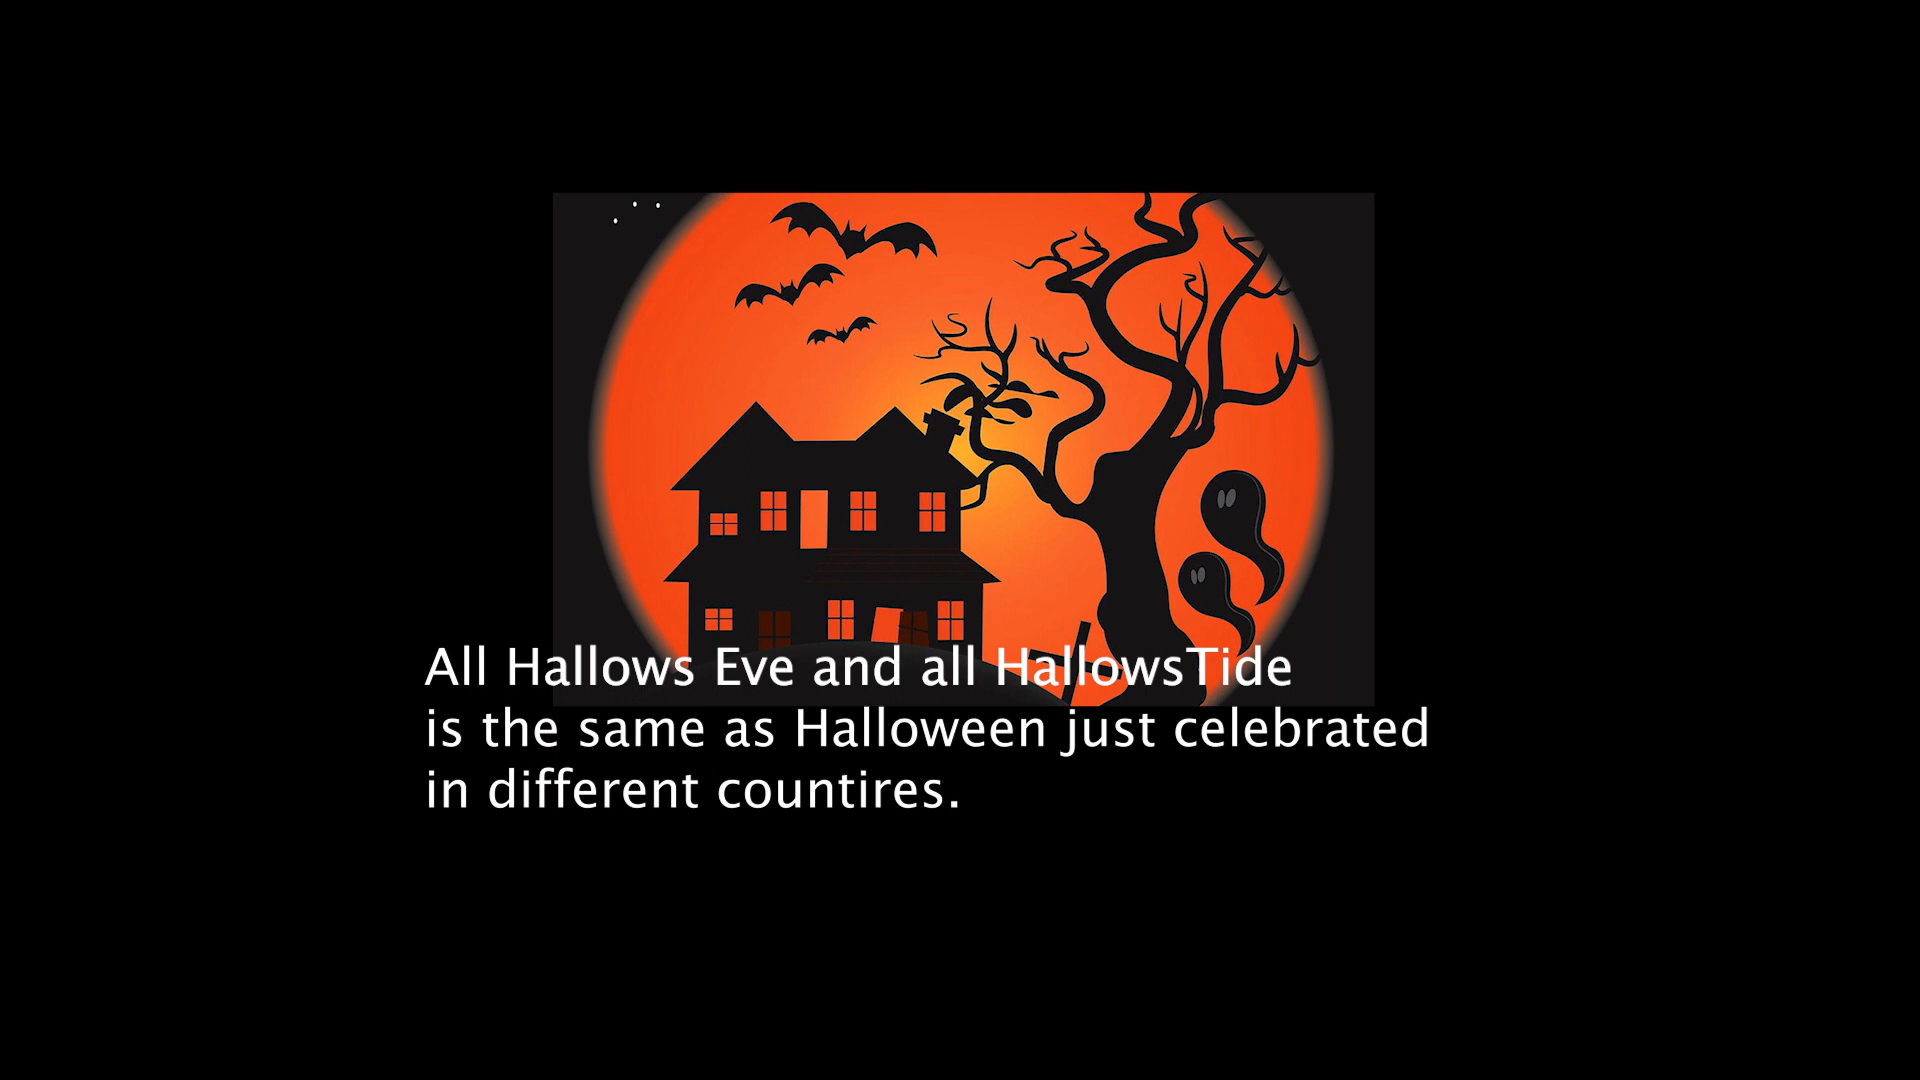 All Hallows Eve and all HallowsTide
is the same as Halloween just celebrated
in different countires.